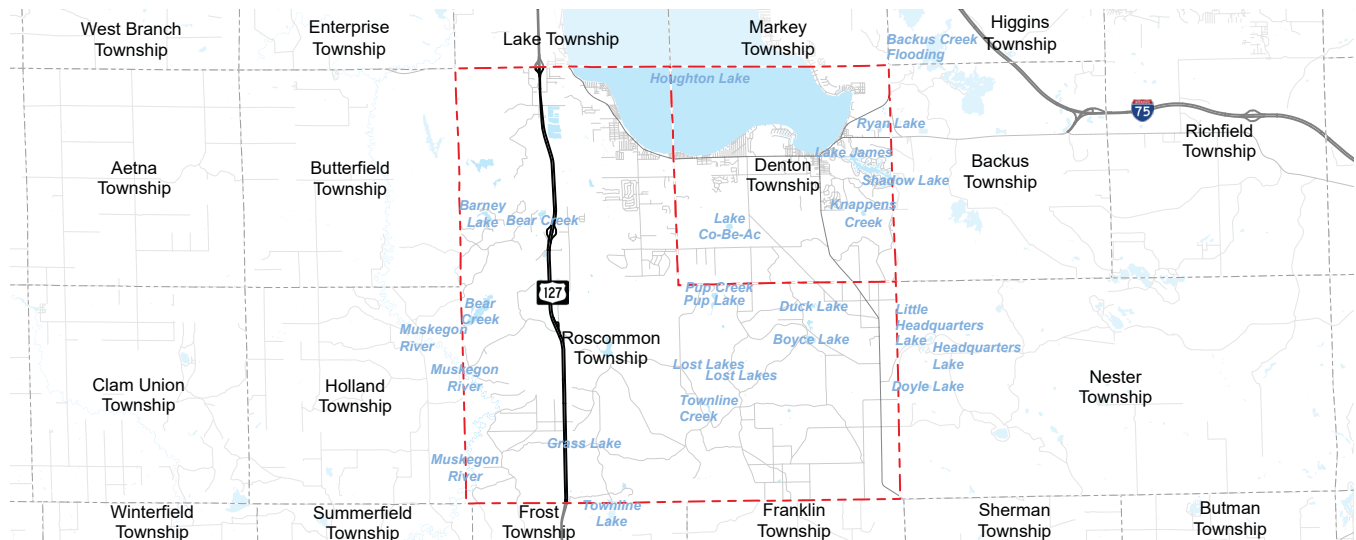 West Branch
Township
Enterprise
Township
Lake Township
Markey
Township
Higgins
Township
Backus Creek
Flooding
Houghton Lake
INTERSTATE
75
Ryan Lake
Richfield
Township
Aetna
Township
Butterfield
Township
Denton
Township
Lake James
Shadow Lake
Backus
Township
Barney
Lake
Bear Creek
Lake
Co-Be-Ac
Knappens
Creek
127
Pup Creek
Pup Lake
Duck Lake
Little
Headquarters
Lake
Bear
Creek
Muskegon
River
Roscommon
Township
Boyce Lake
Headquarters
Lake
Muskegon
River
Lost Lakes
Lost Lakes
Doyle Lake
Clam Union
Township
Holland
Township
Nester
Township
Townline
Creek
Grass Lake
Muskegon
River
Winterfield
Township
Summerfield
Township
Frost
Township
Townline
Lake
Franklin
Township
Sherman
Township
Butman
Township